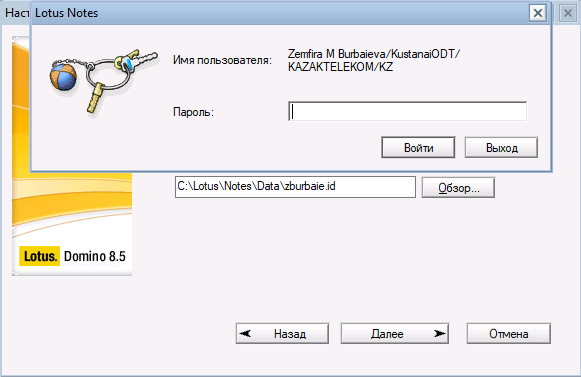 Наст
Lotus Notes
Имя пользователя:
Zemfira M Burbaieva/KustanaiODT/
KAZAKTELEKOM/KZ
Пароль:
Войти
Выход
C:\Lotus\Notes\Data\zburbaie.id
Обзор...
Lotus. Domino 8.5
Назад
Далее
Отмена